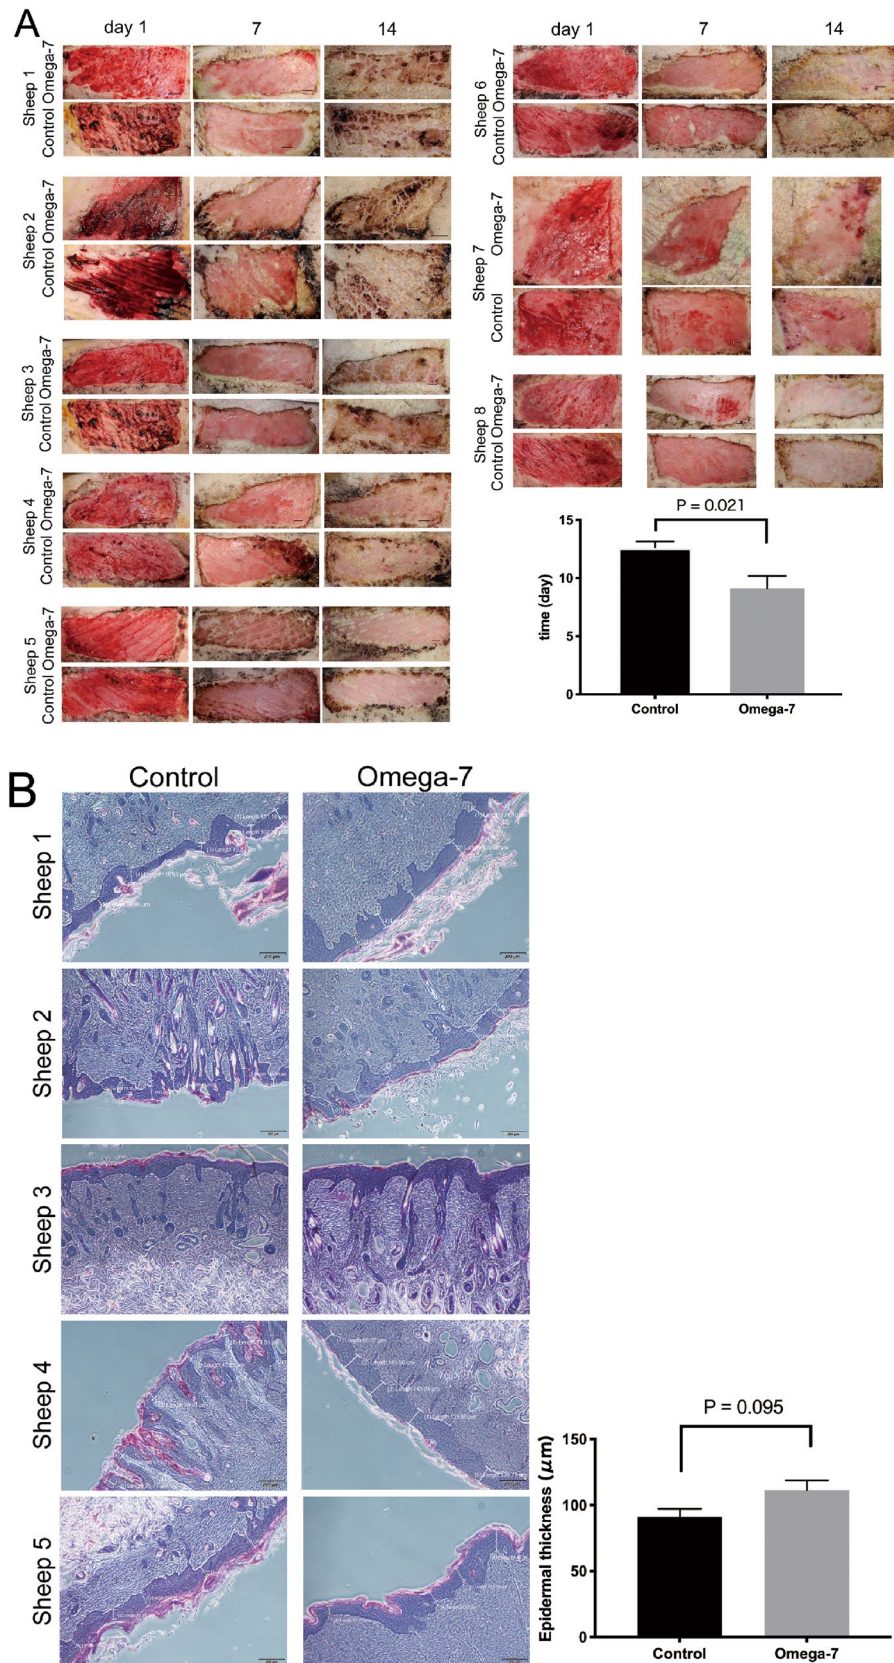 A
day 1 7 14
Sheep 1
Control Omega-7
Sheep 2
Control Omega-7
Sheep 3
Control Omega-7
Sheep 4
Control Omega-7
Sheep 5
Control Omega-7
day 1 7 14
Sheep 6
Control Omega-7
Sheep 7
Control Omega-7
Sheep 8
Control Omega-7
P = 0.021
time (day)
15
10
5
0
Control Omega-7
B
Control Omega-7
Sheep 1
Sheep 2
Sheep 3
Sheep 4
Sheep 5
P = 0.095
Epidermal thickness (μm)
150
100
50
0
Control Omega-7